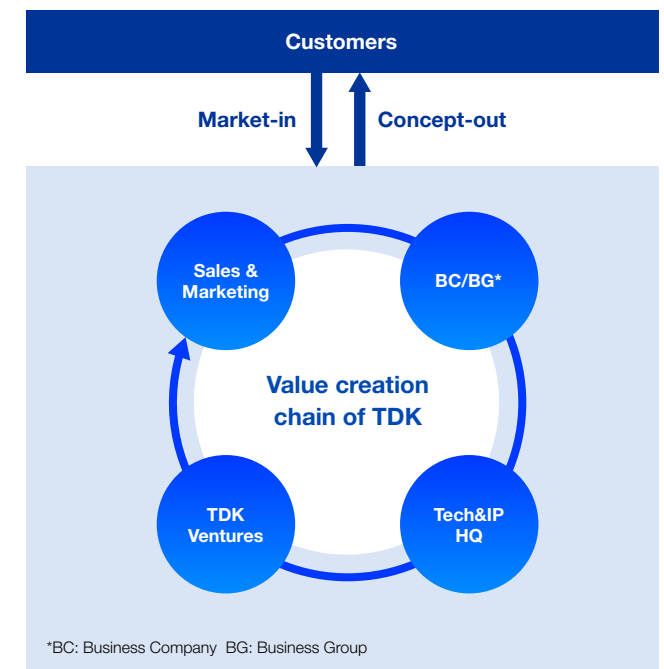 Customers
Market-in
Concept-out
Sales &
Marketing
BC/BG*
Value creation
chain of TDK
TDK
Ventures
Tech&IP
HQ
*BC: Business Company  BG: Business Group